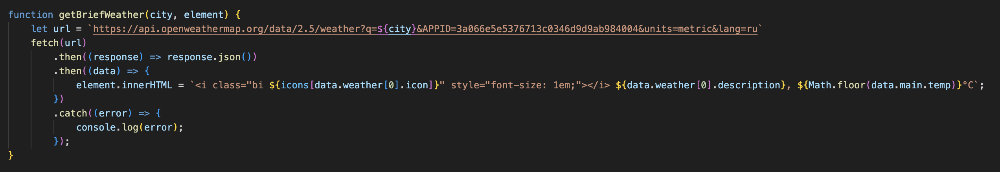 function getBriefWeather(city, element) {
    let url = `https://api.openweathermap.org/data/2.5/weather?q=${city}&APPID=3a066e5e5376713c0346d9d9ab984004&units=metric&lang=ru`
    fetch(url)
        .then((response) => response.json())
        .then((data) => {
            element.innerHTML = `<i class="bi ${icons[data.weather[0].icon]}" style="font-size: 1em;"></i> ${data.weather[0].description}, ${Math.floor(data.main.temp)}°C`;
        })
        .catch((error) => {
            console.log(error);
        });
}